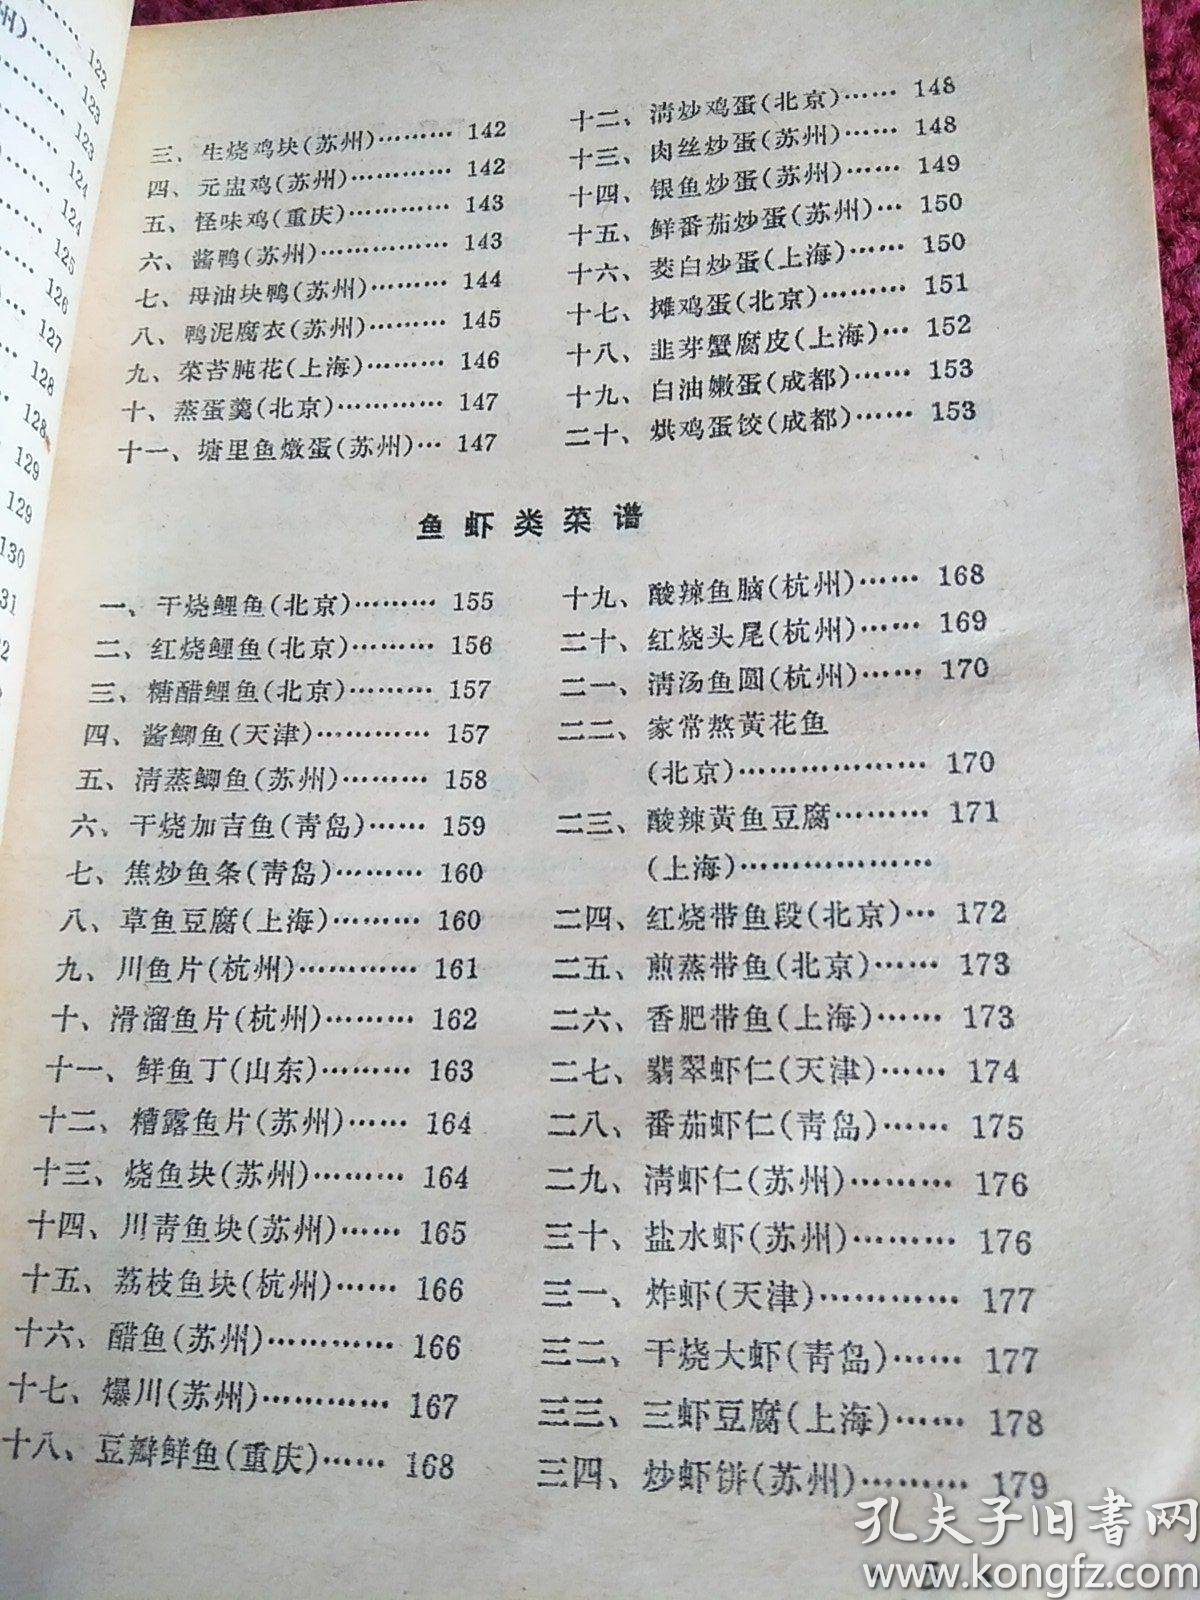 州)……
122
123
123
124
124
125
126
127
128
128
129
129
130
三、生烧鸡块(苏州)……… 142
四、元盅鸡(苏州)………… 142
五、怪味鸡(重庆)………… 143
六、酱鸭(苏州)…………… 143
七、母油块鸭(苏州)……… 144
八、鸭泥腐衣(苏州)……… 145
九、菜苔肫花(上海)……… 146
十、蒸蛋羹(北京)………… 147
十一、塘里鱼燉蛋(苏州)… 147
十二、清炒鸡蛋(北京)…… 148
十三、肉丝炒蛋(苏州)…… 148
十四、银鱼炒蛋(苏州)…… 149
十五、鲜番茄炒蛋(苏州)… 150
十六、茭白炒蛋(上海)…… 150
十七、摊鸡蛋(北京)……… 151
十八、韭芽蟹腐皮(上海)… 152
十九、白油嫩蛋(成都)…… 153
二十、烘鸡蛋饺(成都)…… 153
鱼虾类菜谱
一、干烧鲤鱼(北京)……… 155
二、红烧鲤鱼(北京)……… 156
三、糖醋鲤鱼(北京)……… 157
四、酱鲫鱼(天津)………… 157
五、清蒸鲫鱼(苏州)……… 158
六、干烧加吉鱼(青岛)…… 159
七、焦炒鱼条(青岛)……… 160
八、草鱼豆腐(上海)……… 160
九、川鱼片(杭州)………… 161
十、滑溜鱼片(杭州)……… 162
十一、鲜鱼丁(山东)……… 163
十二、糟露鱼片(苏州)…… 164
十三、烧鱼块(苏州)……… 164
十四、川青鱼块(苏州)…… 165
十五、荔枝鱼块(杭州)…… 166
十六、醋鱼(苏州)………… 166
十七、爆川(苏州)………… 167
十八、豆瓣鲜鱼(重庆)…… 168
十九、酸辣鱼脑(杭州)…… 168
二十、红烧头尾(杭州)…… 169
二一、清汤鱼圆(杭州)…… 170
二二、家常熬黄花鱼
(北京)………………… 170
二三、酸辣黄鱼豆腐……… 171
(上海)…………………
二四、红烧带鱼段(北京)… 172
二五、煎蒸带鱼(北京)…… 173
二六、香肥带鱼(上海)…… 173
二七、翡翠虾仁(天津)…… 174
二八、番茄虾仁(青岛)…… 175
二九、清虾仁(苏州)……… 176
三十、盐水虾(苏州)……… 176
三一、炸虾(天津)………… 177
三二、干烧大虾(青岛)…… 177
三三、三虾豆腐(上海)…… 178
三四、炒虾饼(苏州)……… 179
孔夫子旧书网
www.kongfz.com